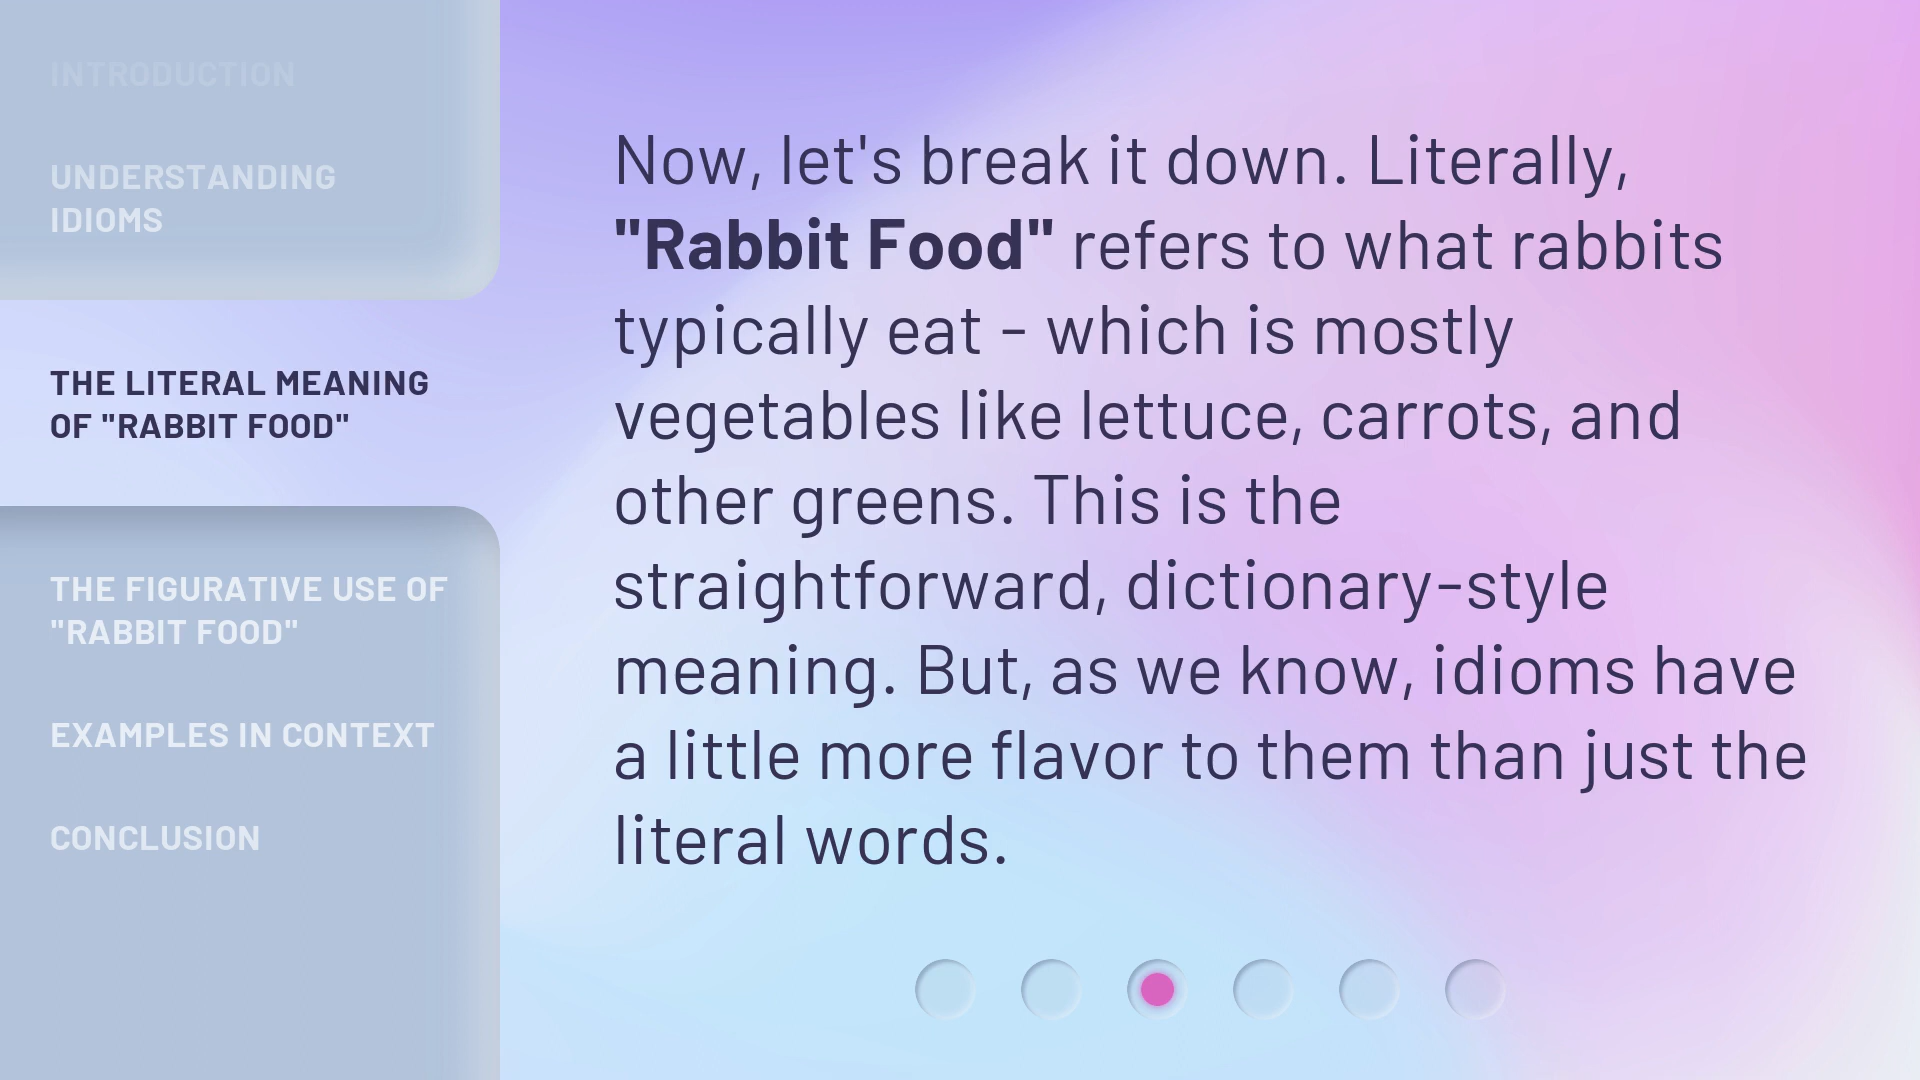 INTRODUCTION
UNDERSTANDING
IDIOMS
THE LITERAL MEANING
OF "RABBIT FOOD"
THE FIGURATIVE USE OF
"RABBIT FOOD"
EXAMPLES IN CONTEXT
CONCLUSION
Now, let's break it down. Literally,
"Rabbit Food" refers to what rabbits
typically eat - which is mostly
vegetables like lettuce, carrots, and
other greens. This is the
straightforward, dictionary-style
meaning. But, as we know, idioms have
a little more flavor to them than just the
literal words.